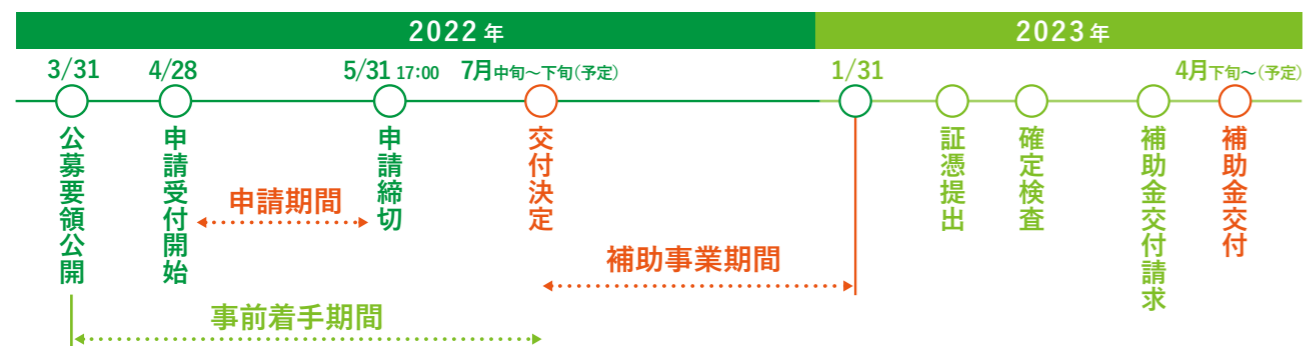 2022年
2023年
3/31
4/28
5/31 17:00
7月中旬～下旬(予定)
1/31
4月下旬～(予定)
公募要領公開
申請受付開始
申請締切
交付決定
証憑提出
確定検査
補助金交付請求
補助金交付
申請期間
補助事業期間
事前着手期間